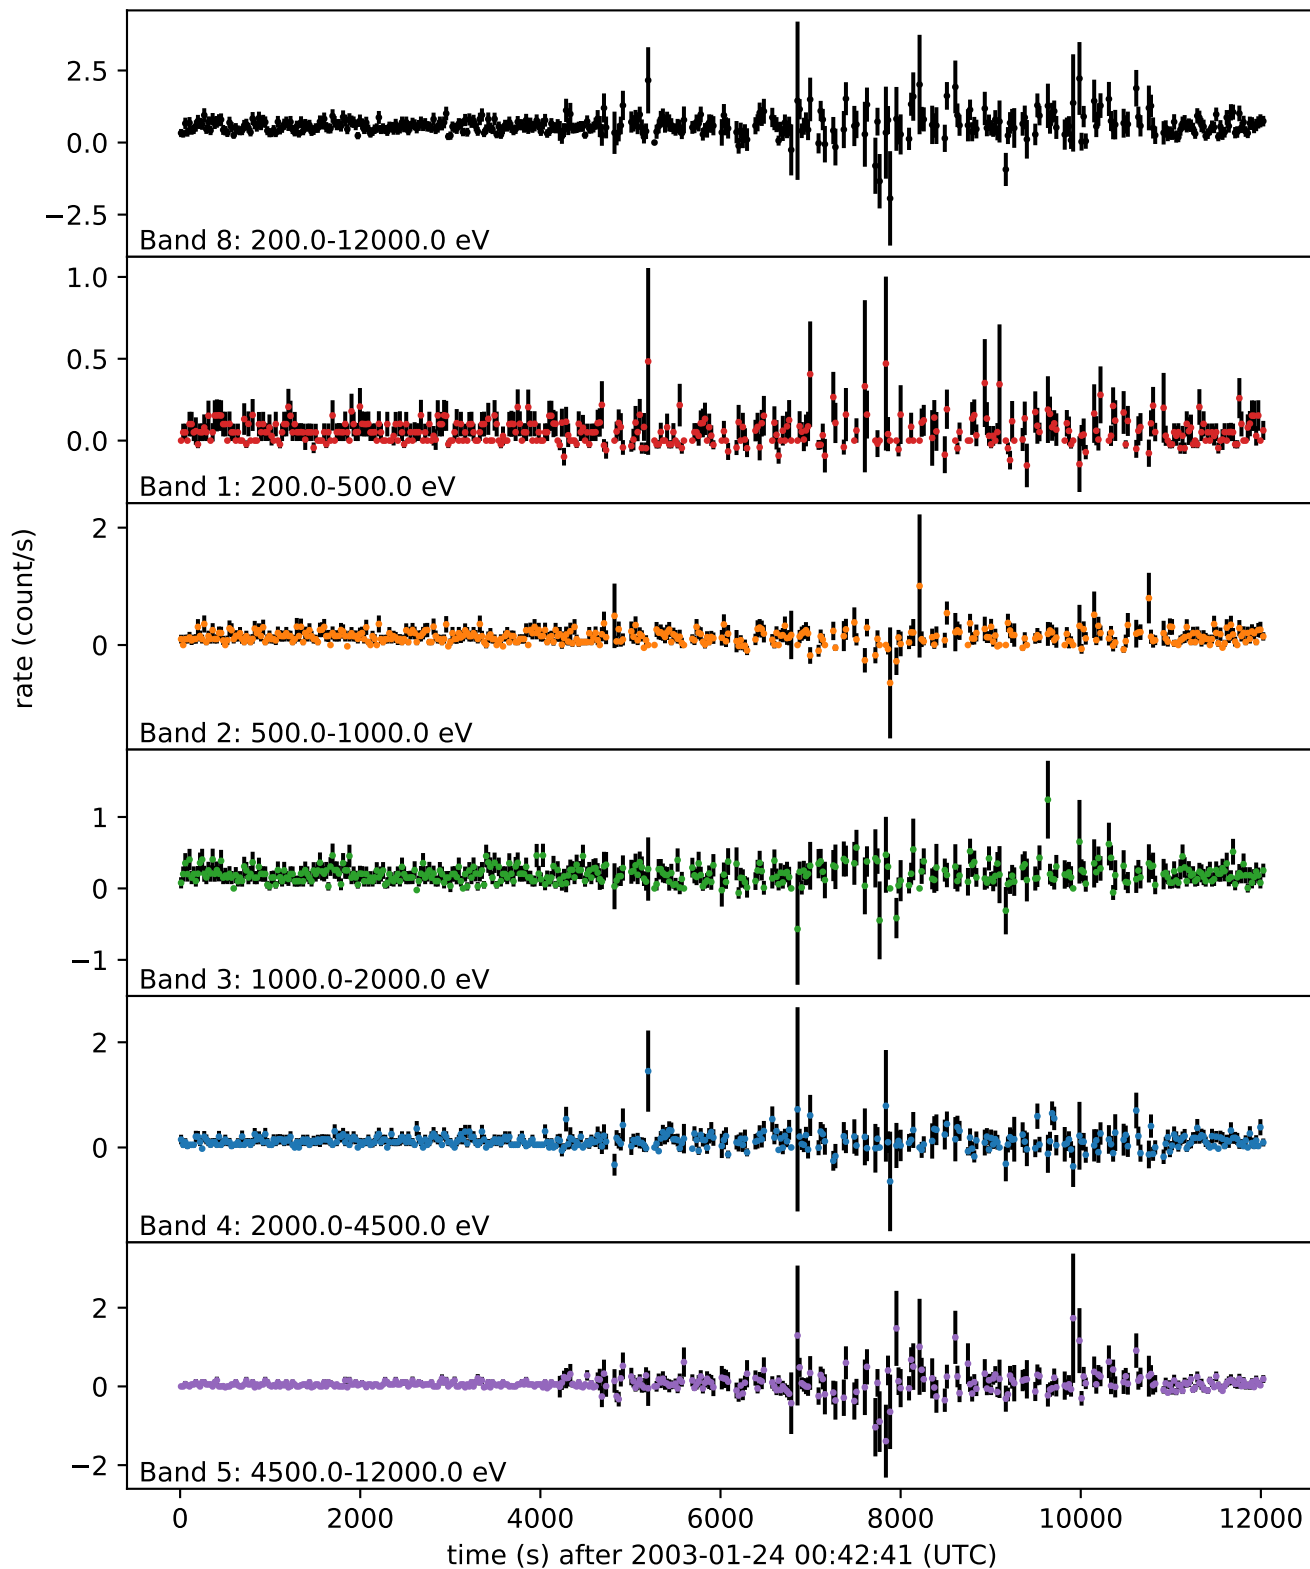 2.5
0.0
−2.5
Band 8: 200.0-12000.0 eV
1.0
0.5
0.0
Band 1: 200.0-500.0 eV
rate (count/s)
2
0
Band 2: 500.0-1000.0 eV
1
0
−1
Band 3: 1000.0-2000.0 eV
2
0
Band 4: 2000.0-4500.0 eV
2
0
−2
Band 5: 4500.0-12000.0 eV
0 2000 4000 6000 8000 10000 12000
time (s) after 2003-01-24 00:42:41 (UTC)